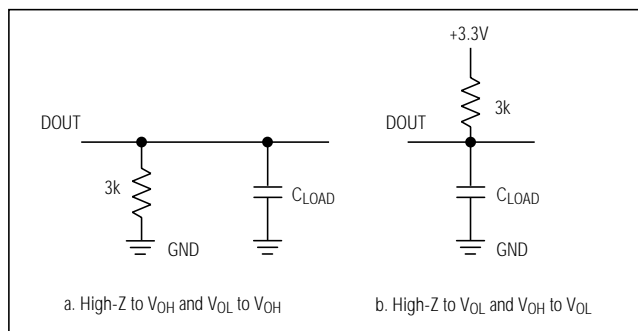 +3.3V
3k
DOUT
DOUT
3k
CLOAD
CLOAD
GND
GND
a. High-Z to VOH and VOL to VOH
b. High-Z to VOL and VOH to VOL